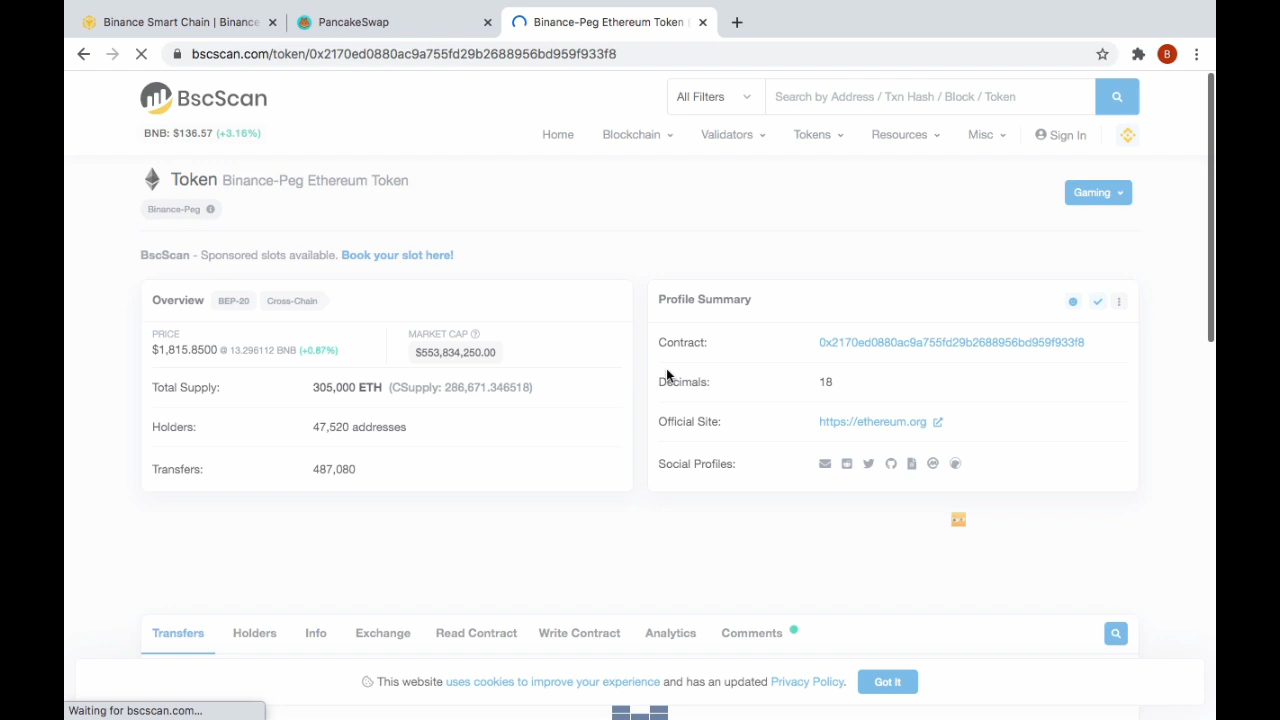 Binance Smart Chain | Binance
PancakeSwap
Binance-Peg Ethereum Token
bscscan.com/token/0x2170ed0880ac9a755fd29b2688956bd959f933f8
B
BscScan
All Filters
Search by Address / Txn Hash / Block / Token
BNB: $136.57 (+3.16%)
Home Blockchain Validators Tokens Resources Misc Sign In
Token Binance-Peg Ethereum Token
Gaming
Binance-Peg
BscScan - Sponsored slots available. Book your slot here!
Overview BEP-20 Cross-Chain
PRICE
$1,815.8500 @ 13.296112 BNB (+0.87%)
MARKET CAP
$553,834,250.00
Total Supply: 305,000 ETH (CSupply: 286,671.346518)
Holders: 47,520 addresses
Transfers: 487,080
Profile Summary
Contract: 0x2170ed0880ac9a755fd29b2688956bd959f933f8
Decimals: 18
Official Site: https://ethereum.org
Social Profiles:
Transfers Holders Info Exchange Read Contract Write Contract Analytics Comments
This website uses cookies to improve your experience and has an updated Privacy Policy. Got It
Waiting for bscscan.com...